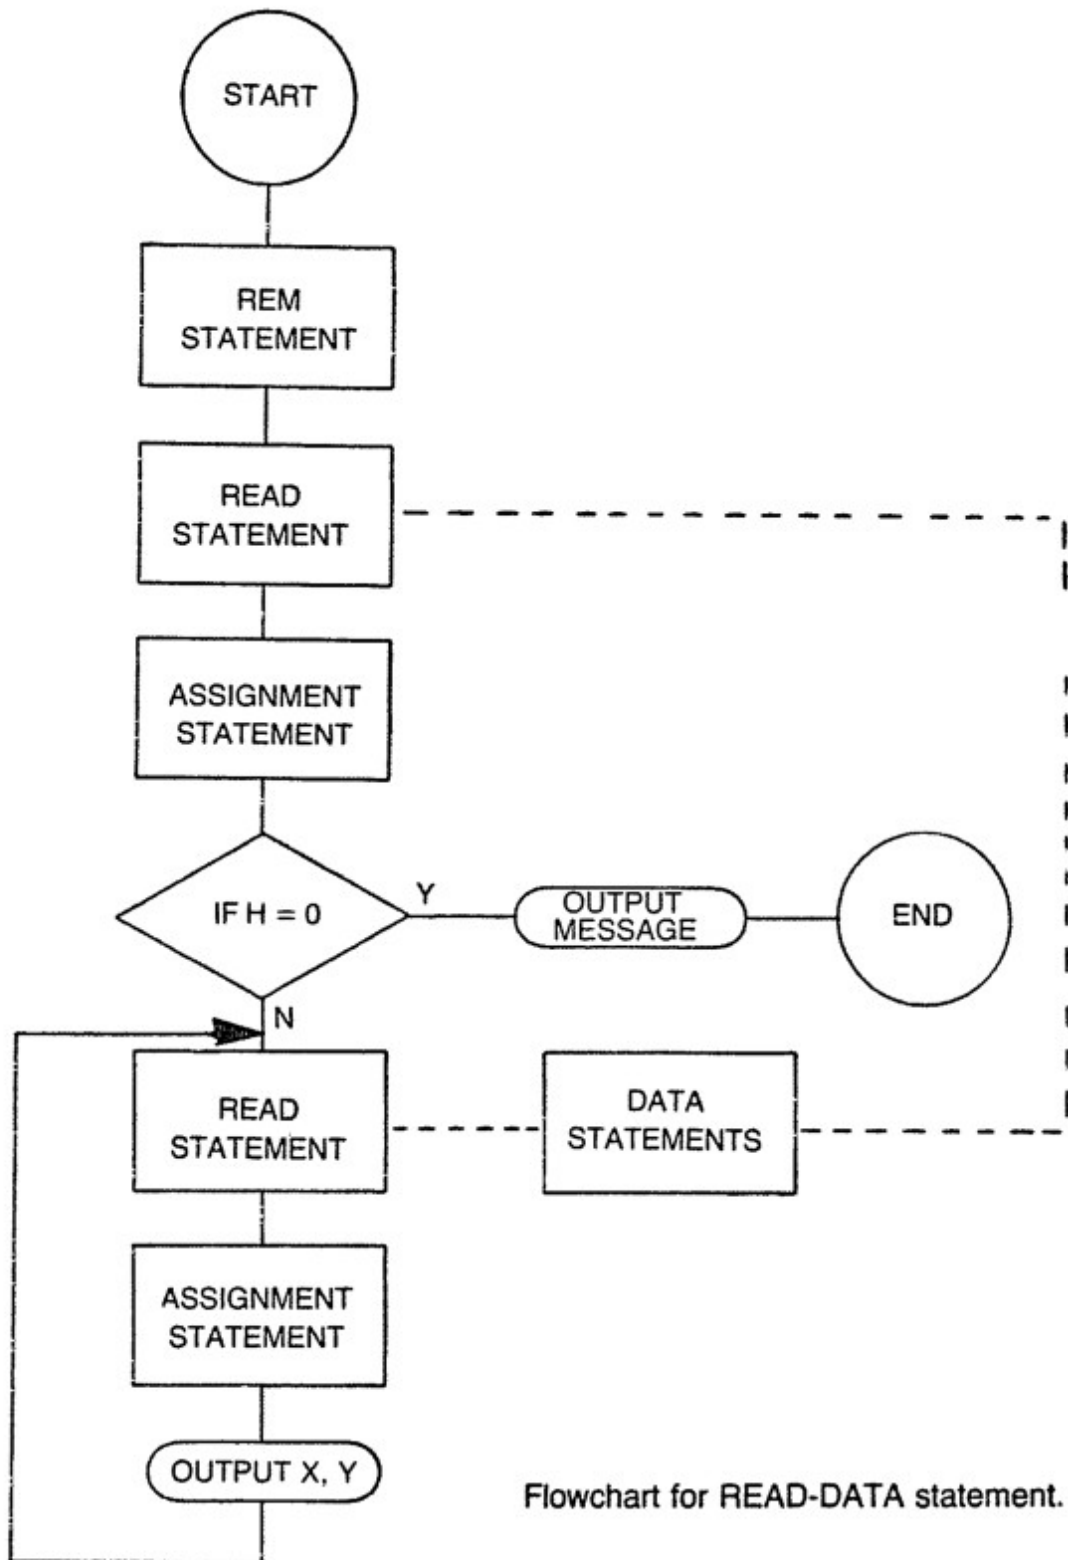 START
REM
STATEMENT
READ
STATEMENT
ASSIGNMENT
STATEMENT
IF H = 0
Y
OUTPUT
MESSAGE
END
N
READ
STATEMENT
DATA
STATEMENTS
ASSIGNMENT
STATEMENT
OUTPUT X, Y
Flowchart for READ-DATA statement.